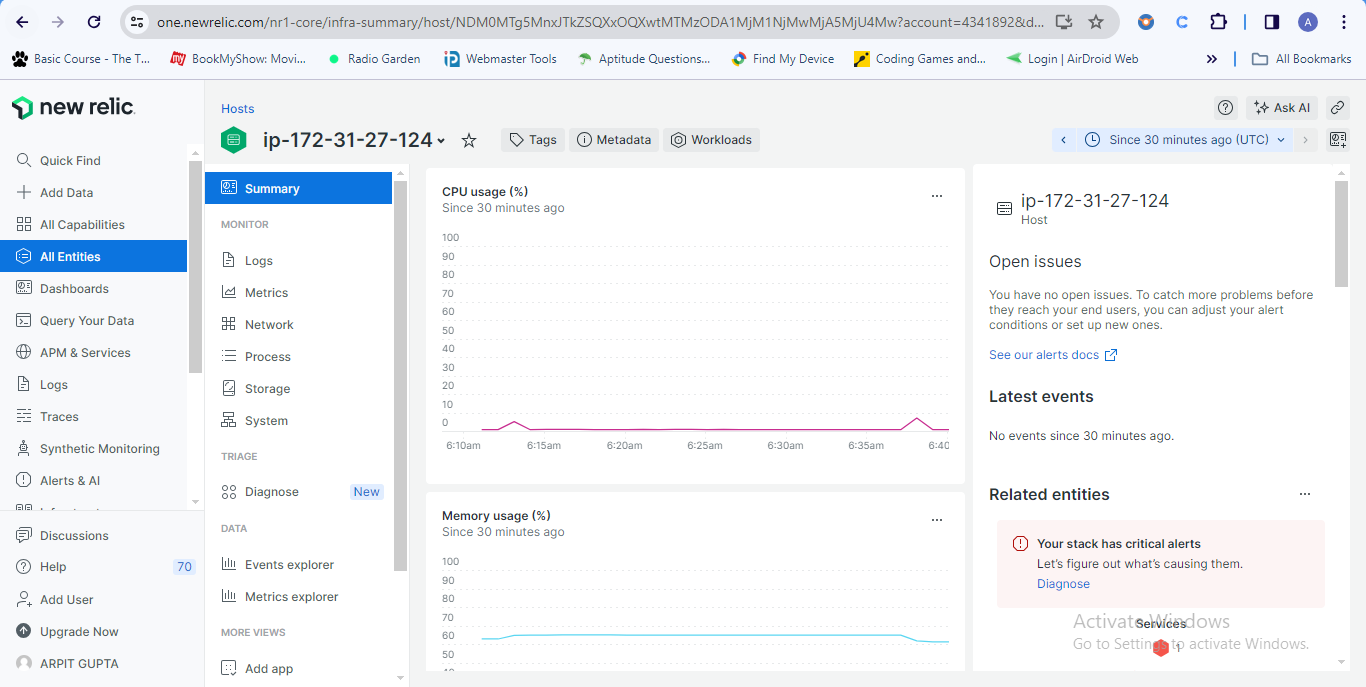 one.newrelic.com/nr1-core/infra-summary/host/NDM0MTg5MnxJTkZSQXxOQXwtMTMzODA1MjM1NjMwMjA5MjU4Mw?account=4341892&d...
A
Basic Course - The T...
BookMyShow: Movi...
Radio Garden
Webmaster Tools
Aptitude Questions...
Find My Device
Coding Games and...
Login | AirDroid Web
»
All Bookmarks
new relic
Quick Find
Add Data
All Capabilities
All Entities
Dashboards
Query Your Data
APM & Services
Logs
Traces
Synthetic Monitoring
Alerts & AI
Discussions
Help
70
Add User
Upgrade Now
ARPIT GUPTA
Hosts
Ask AI
ip-172-31-27-124
Tags
Metadata
Workloads
Since 30 minutes ago (UTC)
Summary
MONITOR
Logs
Metrics
Network
Process
Storage
System
TRIAGE
Diagnose
New
DATA
Events explorer
Metrics explorer
MORE VIEWS
Add app
CPU usage (%)
...
Since 30 minutes ago
100
90
80
70
60
50
40
30
20
10
0
6:10am
6:15am
6:20am
6:25am
6:30am
6:35am
6:40
Memory usage (%)
...
Since 30 minutes ago
100
90
80
70
60
50
40
ip-172-31-27-124
Host
Open issues
You have no open issues. To catch more problems before
they reach your end users, you can adjust your alert
conditions or set up new ones.
See our alerts docs
Latest events
No events since 30 minutes ago.
Related entities
...
Your stack has critical alerts
Let's figure out what's causing them.
Diagnose
Services
1
Activate Windows
Go to Settings to activate Windows.